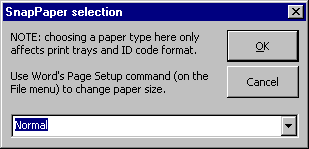 SnapPaper selection
NOTE: choosing a paper type here only
affects print trays and ID code format.
OK
Use Word's Page Setup command (on the
File menu) to change paper size.
Cancel
Normal